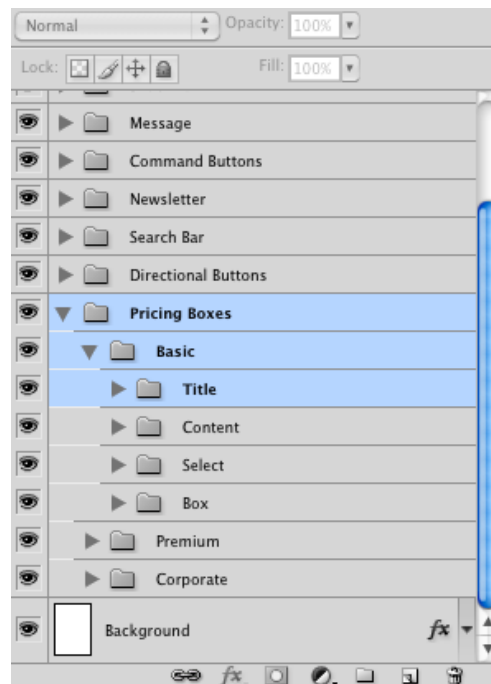 Normal Opacity: 100%
Lock: Fill: 100%
Message
Command Buttons
Newsletter
Search Bar
Directional Buttons
Pricing Boxes
Basic
Title
Content
Select
Box
Premium
Corporate
Background fx
fx